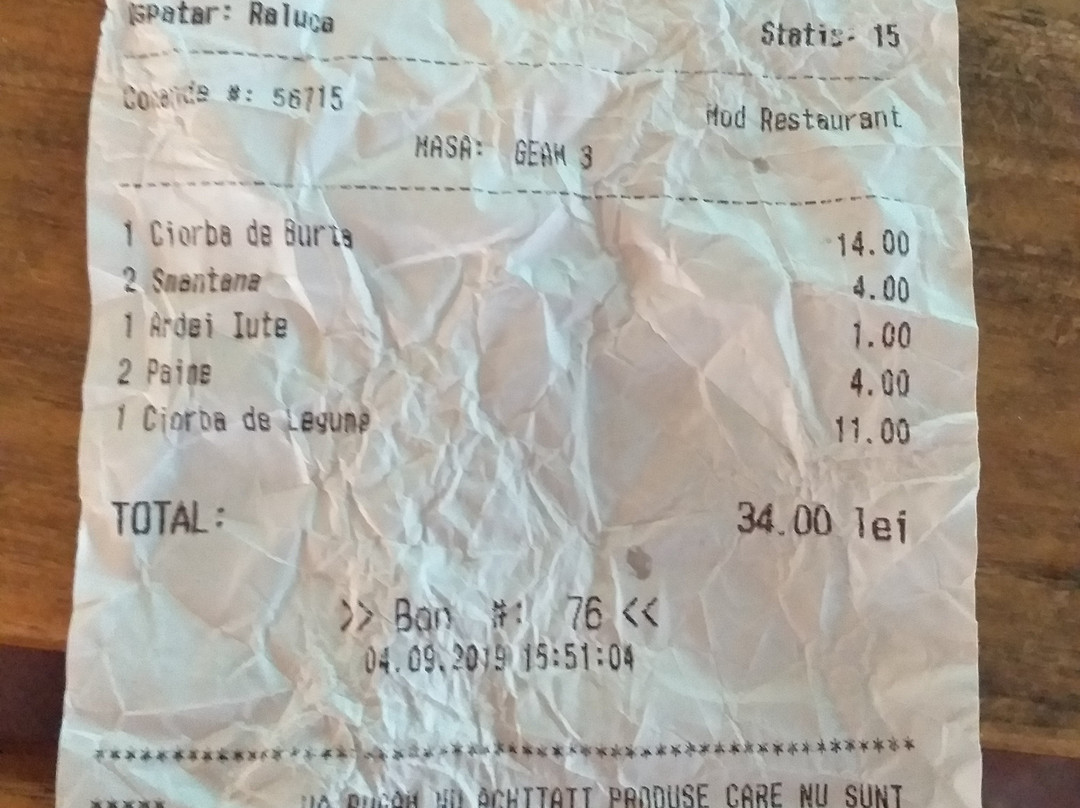 Ospatar: Raluca
Statie- 15
Comanda #: 56715
Mod Restaurant
MASA: GEAM 3
1 Ciorba de Burta 14.00
2 Smantana 4.00
1 Ardei Iute 1.00
2 Paine 4.00
1 Ciorba de Legume 11.00
TOTAL: 34.00 lei
>> Bon #: 76 <<
04.09.2019 15:51:04
****************************************************
***** VA RUGAM NU ACHITATI PRODUSE CARE NU SUNT